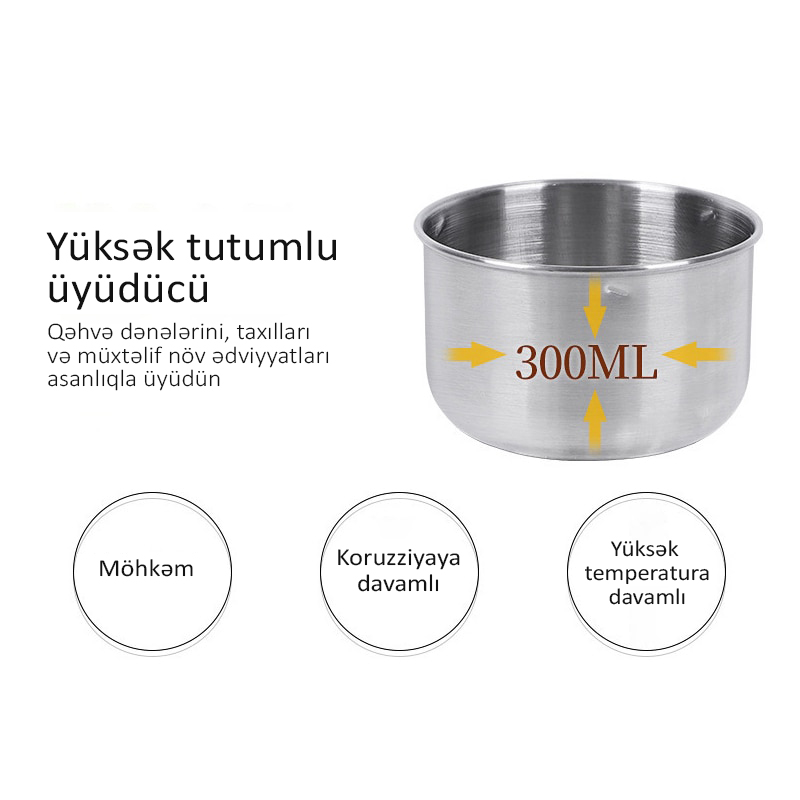 Yüksək tutumlu
üyüdücü
Qəhvə dənələrini, taxılları
və müxtəlif növ ədviyyatları
asanlıqla üyüdün
300ML
Möhkəm
Koruzziyaya
davamlı
Yüksək
temperatura
davamlı